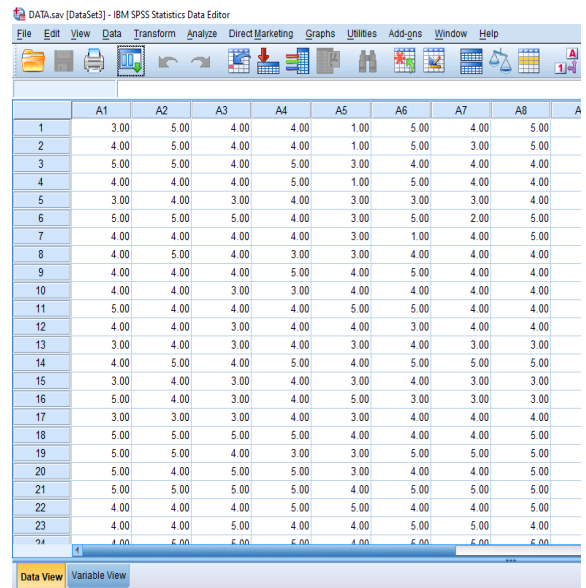 DATA.sav [DataSet3] - IBM SPSS Statistics Data Editor
File Edit View Data Transform Analyze Direct Marketing Graphs Utilities Add-ons Window Help
A1 A2 A3 A4 A5 A6 A7 A8
1 3.00 5.00 4.00 4.00 1.00 5.00 4.00 5.00
2 4.00 5.00 4.00 4.00 1.00 5.00 3.00 5.00
3 5.00 5.00 4.00 5.00 3.00 4.00 4.00 4.00
4 4.00 4.00 4.00 5.00 1.00 5.00 4.00 4.00
5 3.00 4.00 3.00 4.00 3.00 3.00 3.00 4.00
6 5.00 5.00 5.00 4.00 3.00 5.00 2.00 5.00
7 4.00 4.00 4.00 4.00 3.00 1.00 4.00 5.00
8 4.00 5.00 4.00 3.00 3.00 4.00 4.00 4.00
9 4.00 4.00 4.00 5.00 4.00 5.00 4.00 4.00
10 4.00 4.00 3.00 3.00 4.00 4.00 4.00 4.00
11 5.00 4.00 4.00 4.00 5.00 5.00 4.00 4.00
12 4.00 4.00 3.00 4.00 4.00 3.00 4.00 4.00
13 3.00 4.00 3.00 4.00 3.00 4.00 3.00 4.00
14 4.00 5.00 4.00 5.00 4.00 5.00 5.00 5.00
15 3.00 4.00 3.00 4.00 3.00 4.00 3.00 3.00
16 5.00 4.00 3.00 4.00 5.00 3.00 3.00 3.00
17 3.00 3.00 3.00 4.00 3.00 4.00 4.00 4.00
18 5.00 5.00 5.00 5.00 4.00 4.00 4.00 5.00
19 5.00 5.00 4.00 3.00 3.00 5.00 4.00 5.00
20 5.00 4.00 5.00 5.00 3.00 4.00 4.00 5.00
21 5.00 5.00 5.00 5.00 4.00 5.00 5.00 5.00
22 4.00 4.00 4.00 5.00 5.00 4.00 4.00 5.00
23 4.00 4.00 5.00 4.00 4.00 5.00 5.00 4.00
Data View Variable View